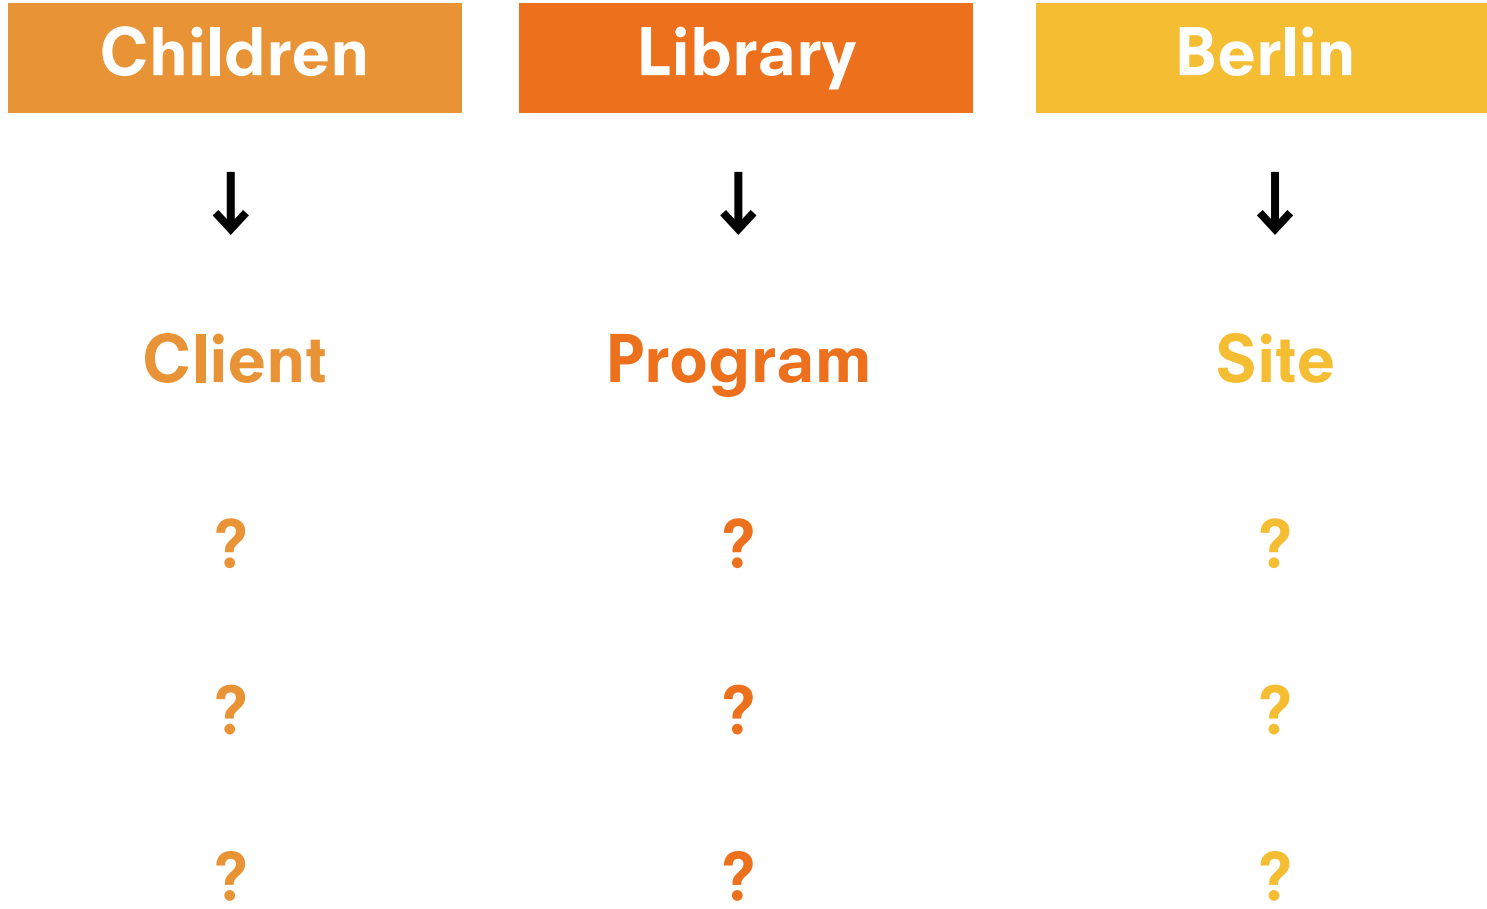 Children Library Berlin
↓ ↓ ↓
Client Program Site
? ? ?
? ? ?
? ? ?